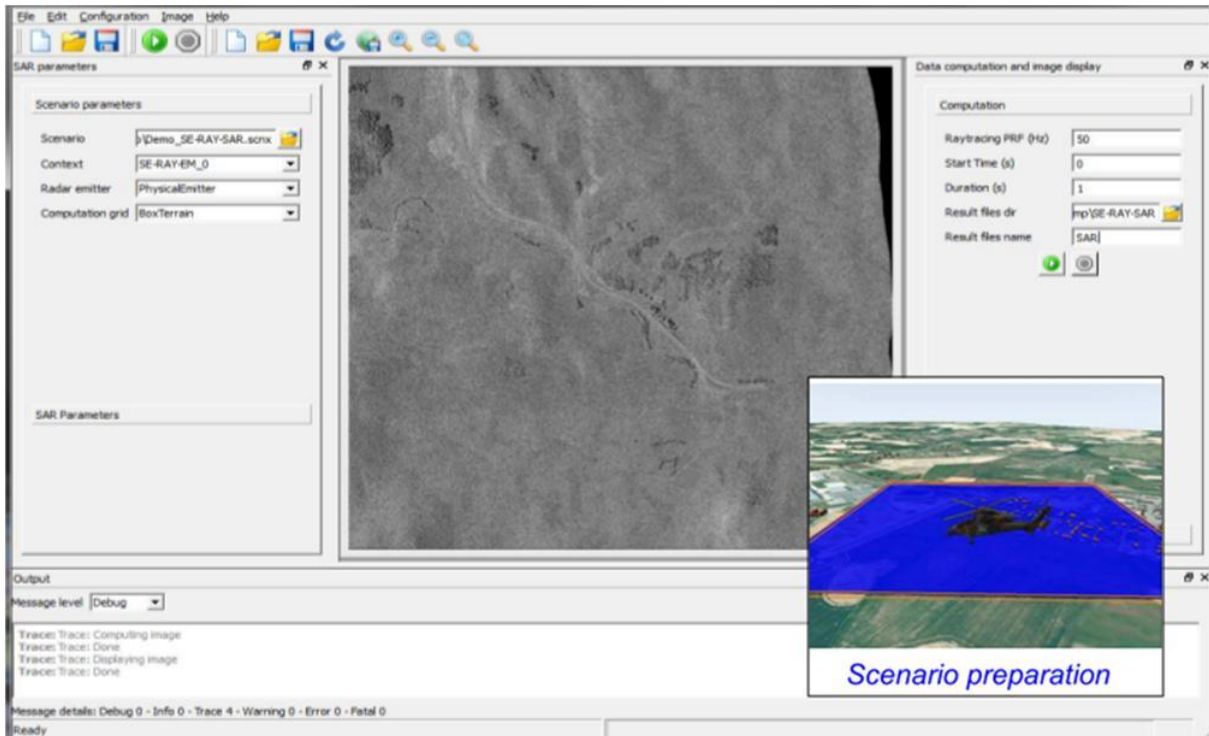 File Edit Configuration Image Help
SAR parameters
Scenario parameters
Scenario
o\Demo_SE-RAY-SAR.scnx
Context
SE-RAY-EM_0
Radar emitter
PhysicalEmitter
Computation grid
BoxTerrain
SAR Parameters
Data computation and image display
Computation
Raytracing PRF (Hz)
50
Start Time (s)
0
Duration (s)
1
Result files dir
mp\SE-RAY-SAR
Result files name
SAR
Scenario preparation
Output
Message level
Debug
Trace: Trace: Computing image
Trace: Trace: Done
Trace: Trace: Displaying image
Trace: Trace: Done
Message details: Debug 0 - Info 0 - Trace 4 - Warning 0 - Error 0 - Fatal 0
Ready